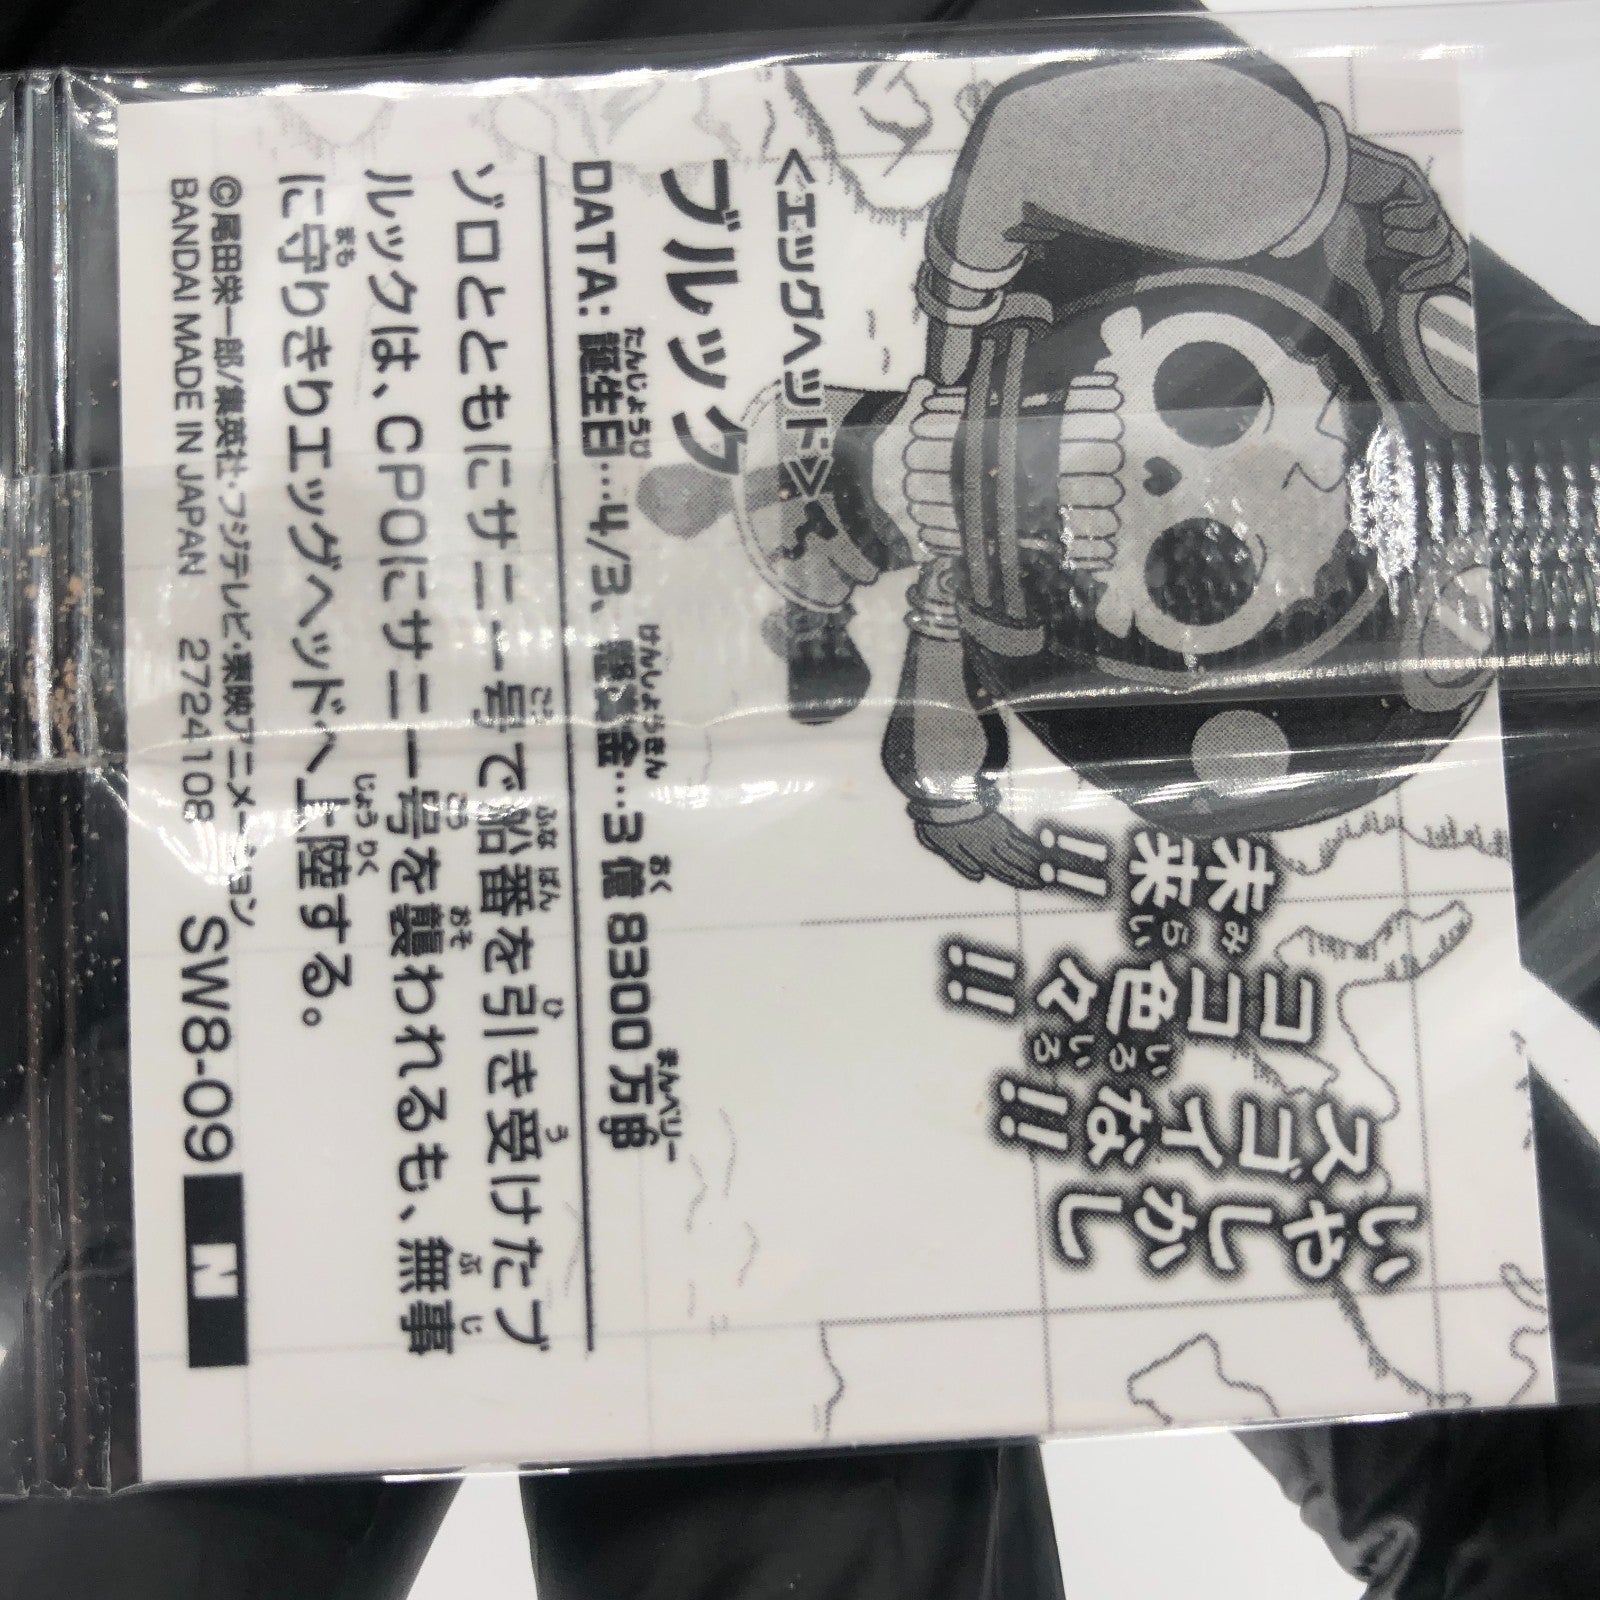 いやしかし
スゴイな
ココ色々!!
未来!!
<エッグヘッド>
ブルック
DATA:誕生日…4/3、懸賞金…3億8300万
ゾロとともにサニー号で船番を引き受けたブ
ルックは、CP0にサニー号を襲われるも、無事
に守りきりエッグヘッドへ上陸する。
©尾田栄一郎/集英社・フジテレビ・東映アニメーション
BANDAI MADE IN JAPAN 2724108 SW8-09 N